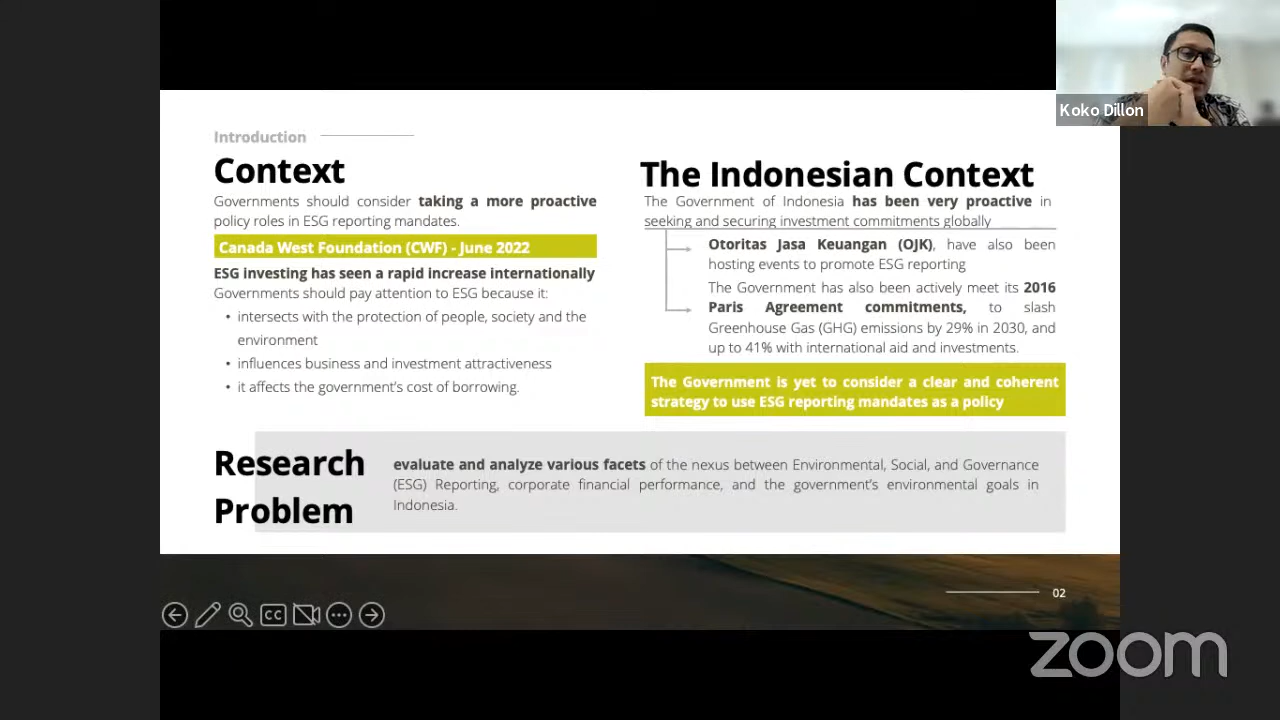 Koko Dillon
Introduction
Context
Governments should consider taking a more proactive
policy roles in ESG reporting mandates.
Canada West Foundation (CWF) - June 2022
ESG investing has seen a rapid increase internationally
Governments should pay attention to ESG because it:
• intersects with the protection of people, society and the
environment
• influences business and investment attractiveness
• it affects the government's cost of borrowing.
The Indonesian Context
The Government of Indonesia has been very proactive in
seeking and securing investment commitments globally
Otoritas Jasa Keuangan (OJK), have also been
hosting events to promote ESG reporting
The Government has also been actively meet its 2016
Paris Agreement commitments, to slash
Greenhouse Gas (GHG) emissions by 29% in 2030, and
up to 41% with international aid and investments.
The Government is yet to consider a clear and coherent
strategy to use ESG reporting mandates as a policy
Research
Problem
evaluate and analyze various facets of the nexus between Environmental, Social, and Governance
(ESG) Reporting, corporate financial performance, and the government's environmental goals in
Indonesia.
02
CC
zoom